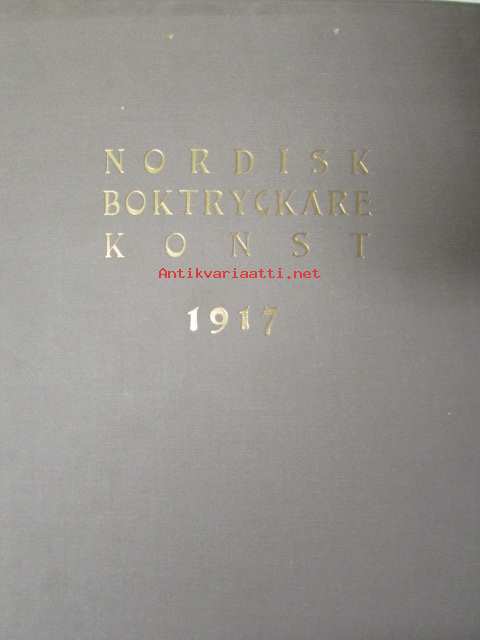 NORDISK
BOKTRYCKARE
KONST
Antikvariaatti.net
1917